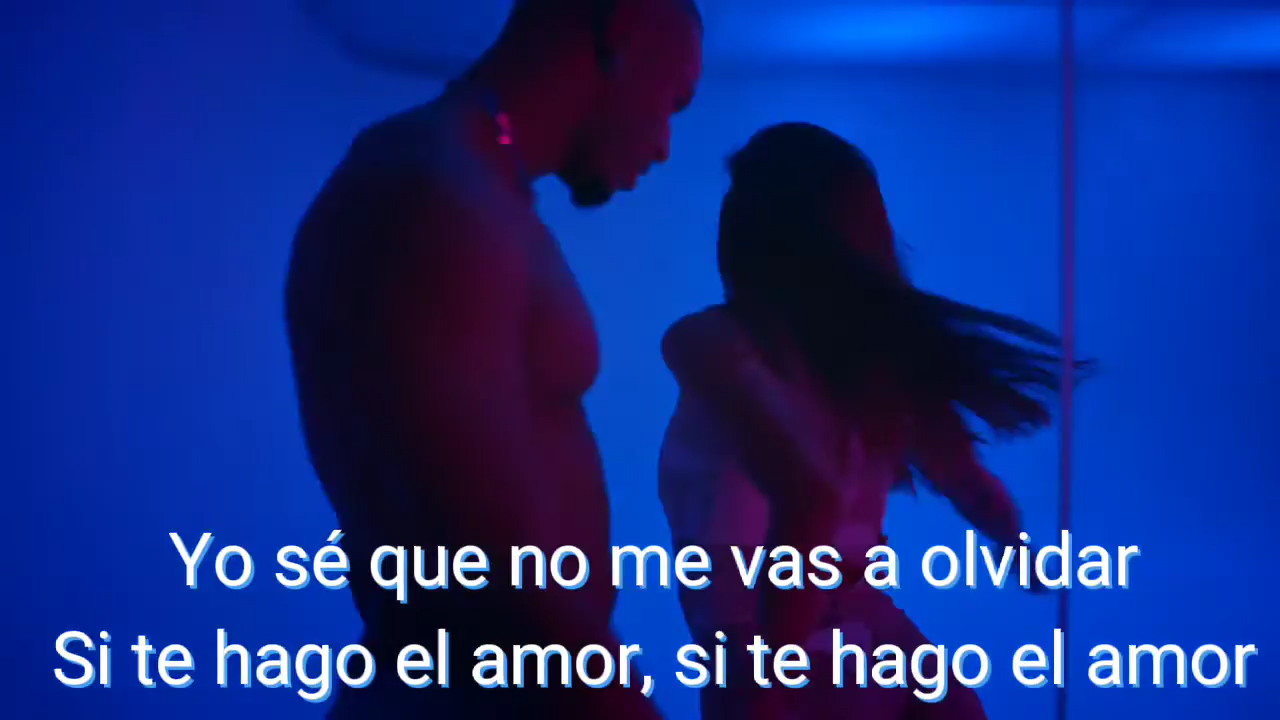 Yo sé que no me vas a olvidar
Si te hago el amor, si te hago el amor